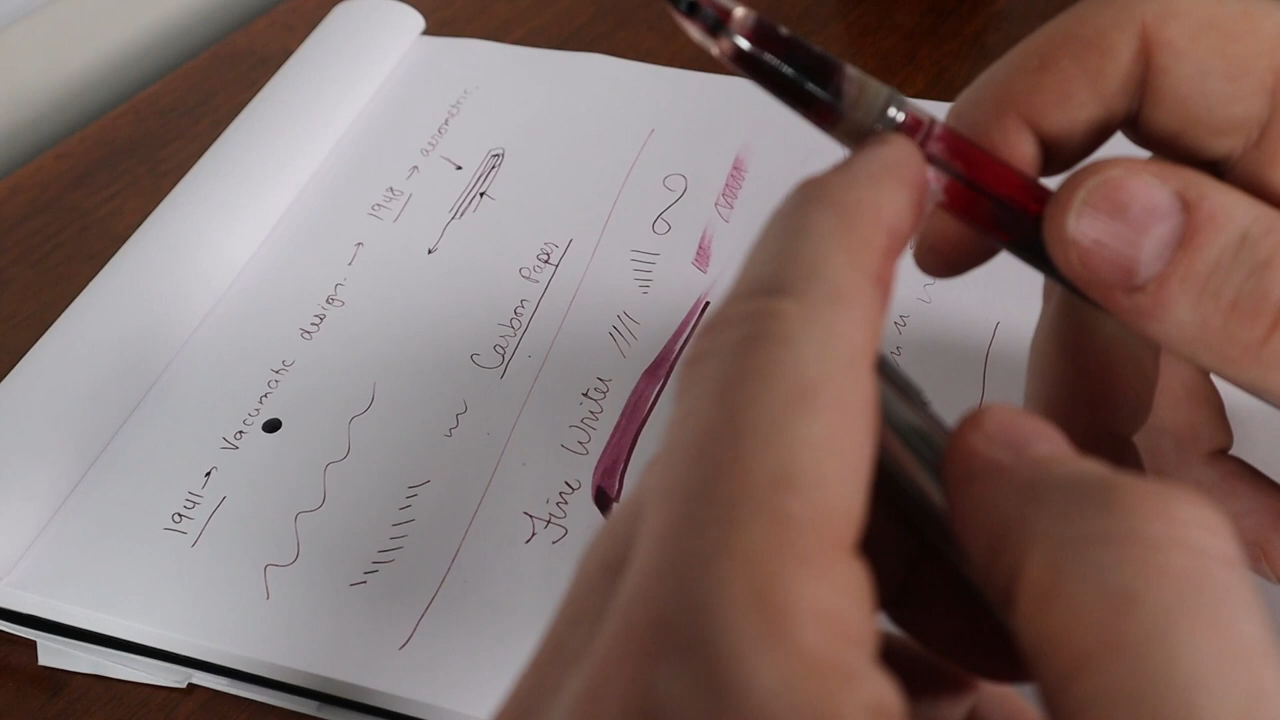 1941 → Vacumatic design. → 1948 → aerometric.
Carbon Paper
Fine Writer